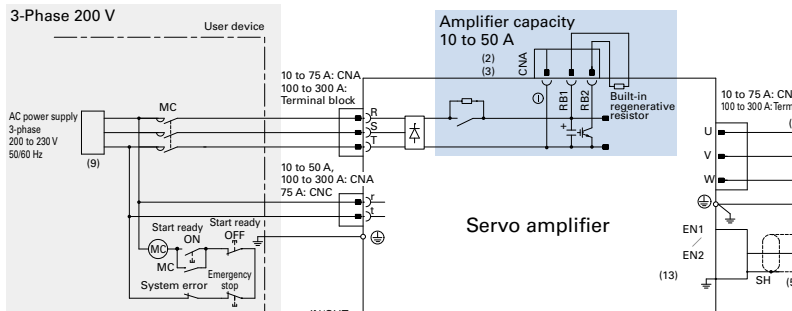 3-Phase 200 V
User device
Amplifier capacity
10 to 50 A
(2)
(3)
CNA
10 to 75 A: CNA
100 to 300 A:
Terminal block
①
RB1
RB2
Built-in
regenerative
resistor
10 to 75 A: CN
100 to 300 A: Term
AC power supply
3-phase
200 to 230 V
50/60 Hz
(9)
MC
R
S
T
+
U
V
W
10 to 50 A,
100 to 300 A: CNA
75 A: CNC
r
t
Servo amplifier
Start ready
ON
Start ready
OFF
MC
MC
System error
Emergency
stop
EN1
/
EN2
(13)
SH